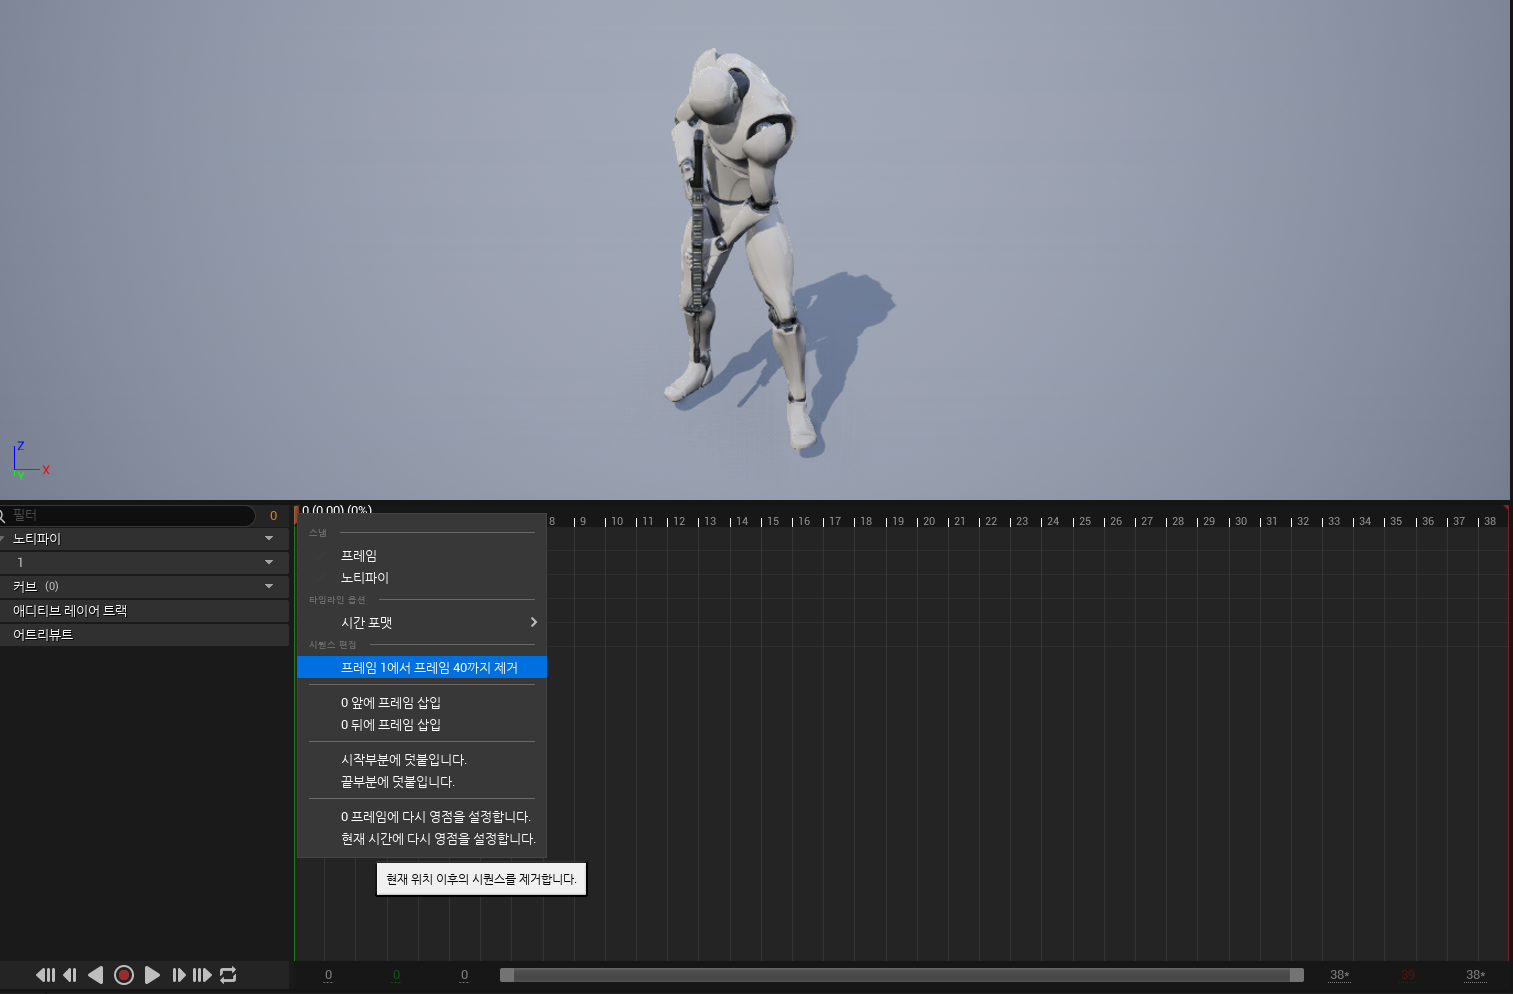 Z
X
필터
0
0 (0.00) (0%)
8 9 10 11 12 13 14 15 16 17 18 19 20 21 22 23 24 25 26 27 28 29 30 31 32 33 34 35 36 37 38
노티파이
1
커브 (0)
애디티브 레이어 트랙
어트리뷰트
스냅
프레임
노티파이
타임라인 옵션
시간 포맷
시퀀스 편집
프레임 1에서 프레임 40까지 제거
0 앞에 프레임 삽입
0 뒤에 프레임 삽입
시작부분에 덧붙입니다.
끝부분에 덧붙입니다.
0 프레임에 다시 영점을 설정합니다.
현재 시간에 다시 영점을 설정합니다.
현재 위치 이후의 시퀀스를 제거합니다.
0 0 0 38* 39 38*